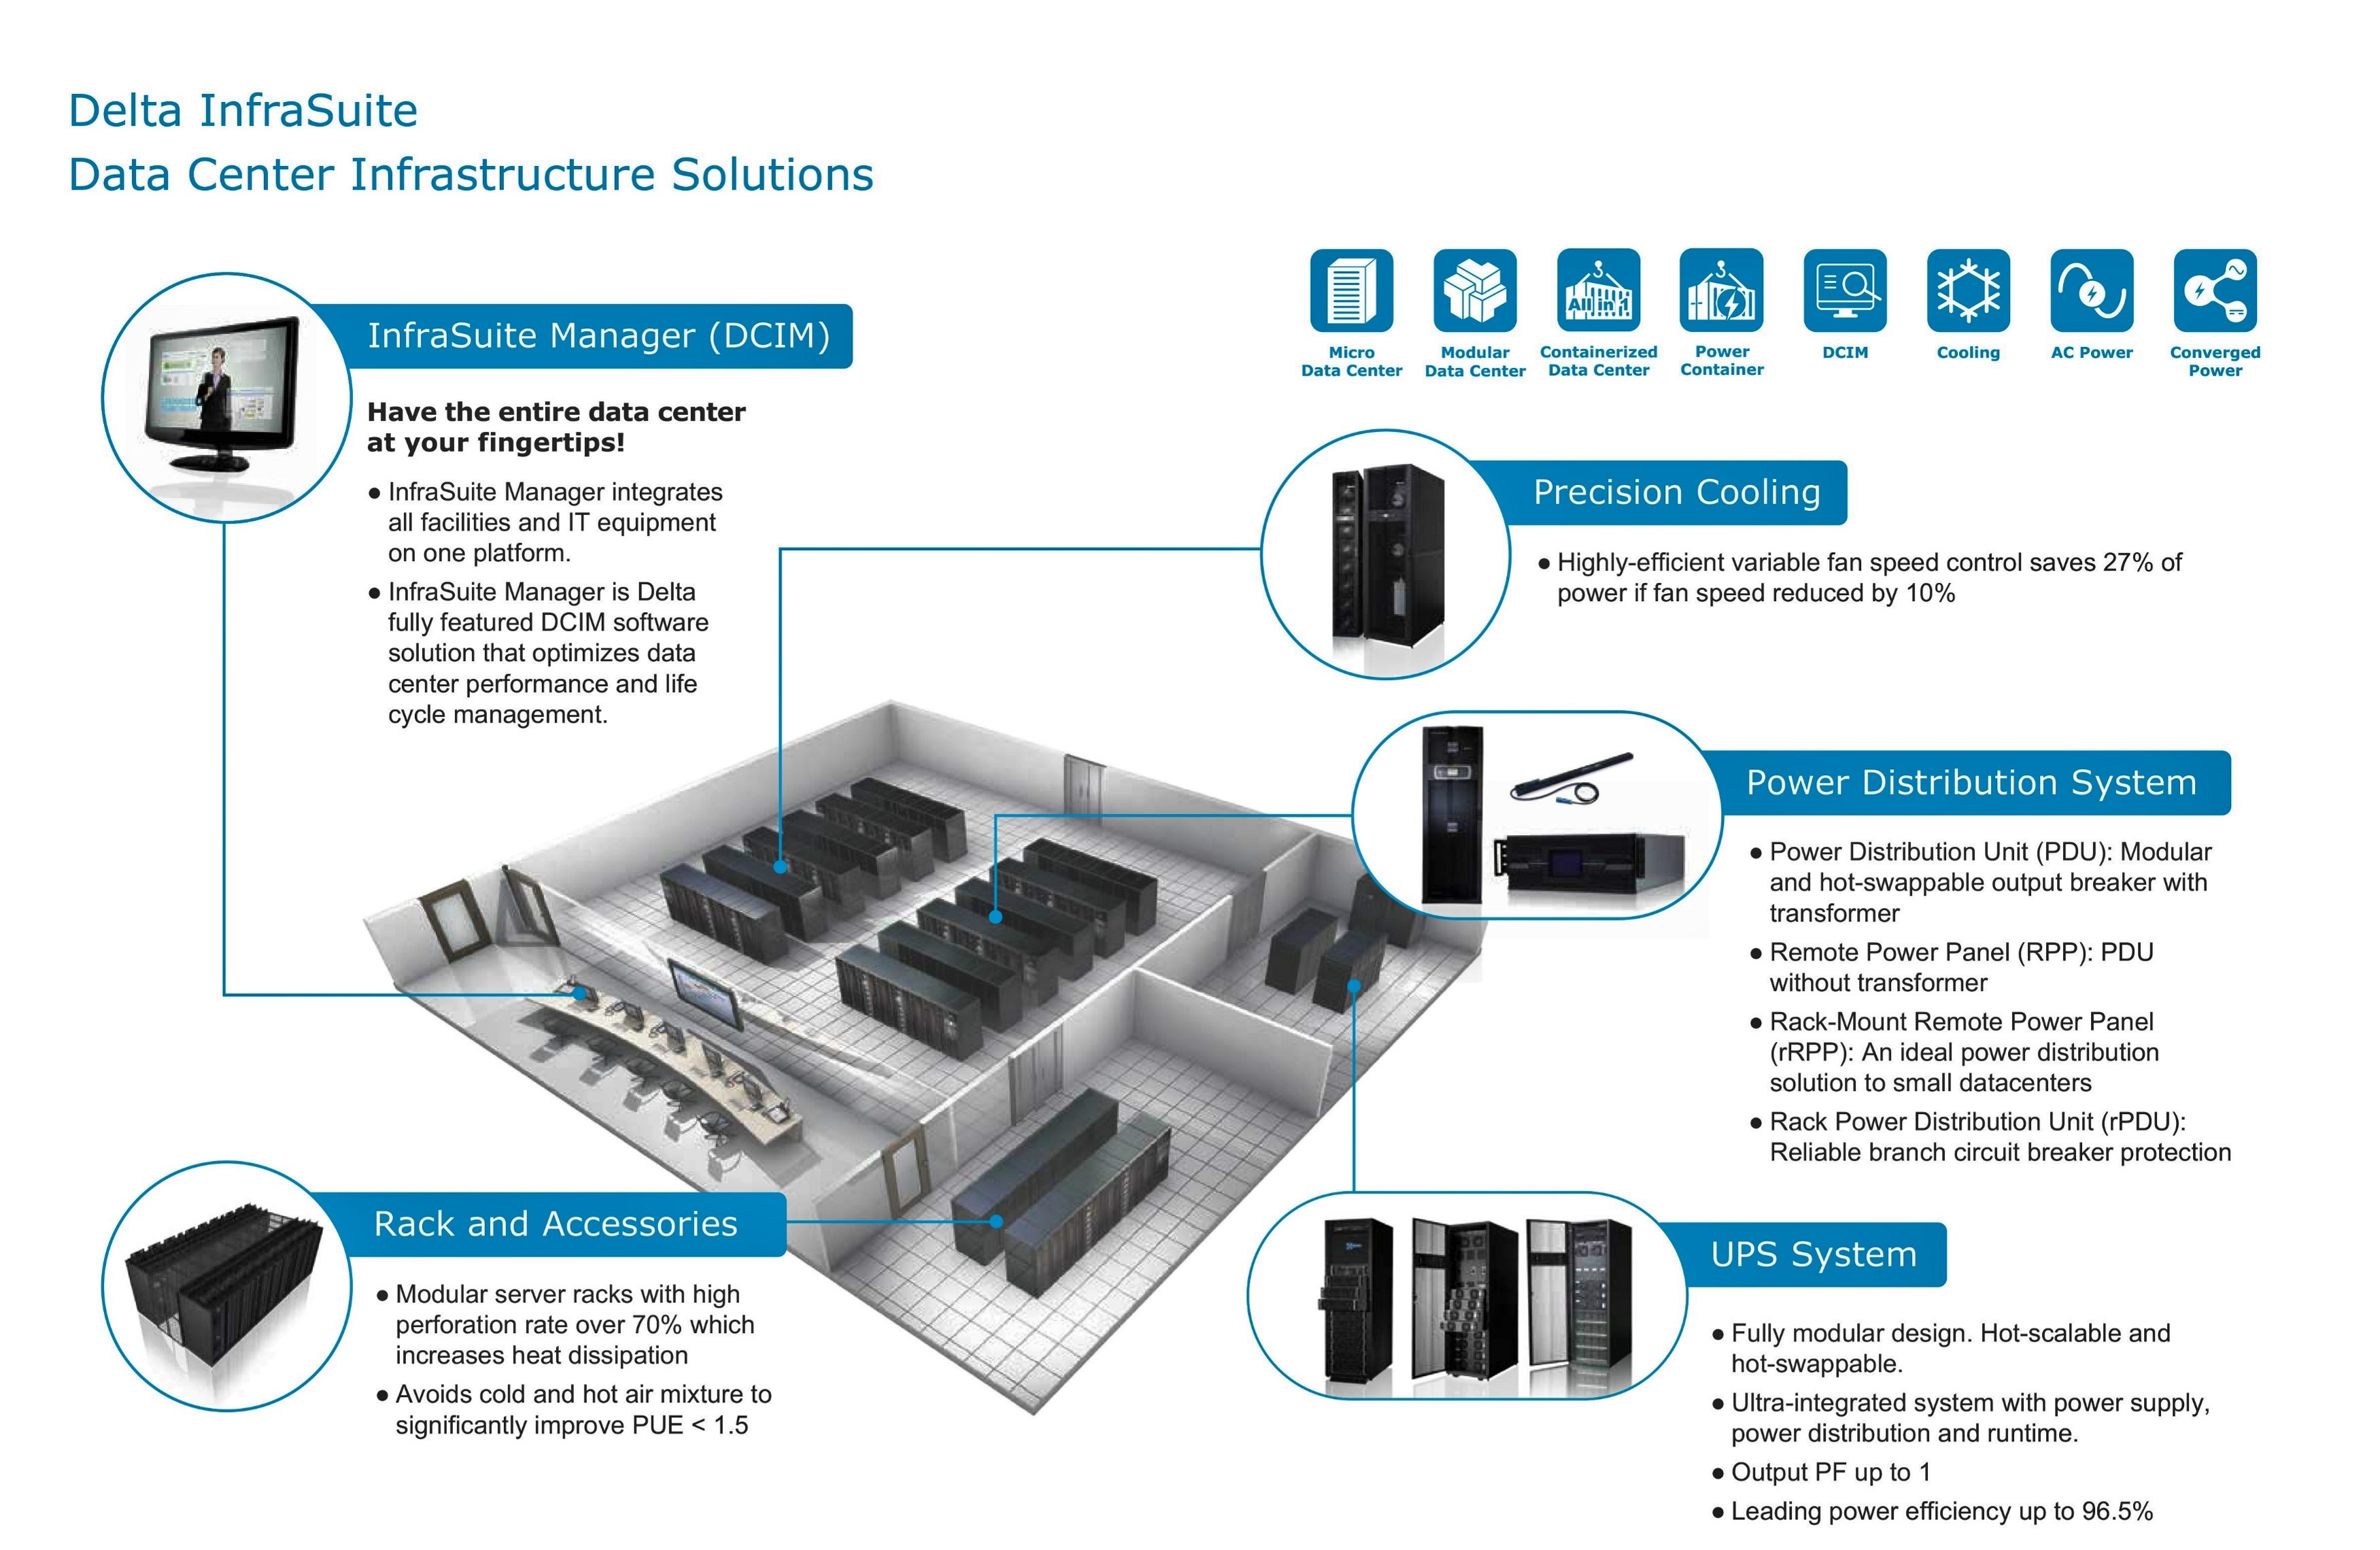 Delta InfraSuite
Data Center Infrastructure Solutions
Micro
Data Center
Modular
Data Center
All in 1
Containerized
Data Center
Power
Container
DCIM
Cooling
AC Power
Converged
Power
InfraSuite Manager (DCIM)
Have the entire data center
at your fingertips!
● InfraSuite Manager integrates
all facilities and IT equipment
on one platform.
● InfraSuite Manager is Delta
fully featured DCIM software
solution that optimizes data
center performance and life
cycle management.
Precision Cooling
● Highly-efficient variable fan speed control saves 27% of
power if fan speed reduced by 10%
Power Distribution System
● Power Distribution Unit (PDU): Modular
and hot-swappable output breaker with
transformer
● Remote Power Panel (RPP): PDU
without transformer
● Rack-Mount Remote Power Panel
(rRPP): An ideal power distribution
solution to small datacenters
● Rack Power Distribution Unit (rPDU):
Reliable branch circuit breaker protection
Rack and Accessories
● Modular server racks with high
perforation rate over 70% which
increases heat dissipation
● Avoids cold and hot air mixture to
significantly improve PUE < 1.5
UPS System
● Fully modular design. Hot-scalable and
hot-swappable.
● Ultra-integrated system with power supply,
power distribution and runtime.
● Output PF up to 1
● Leading power efficiency up to 96.5%